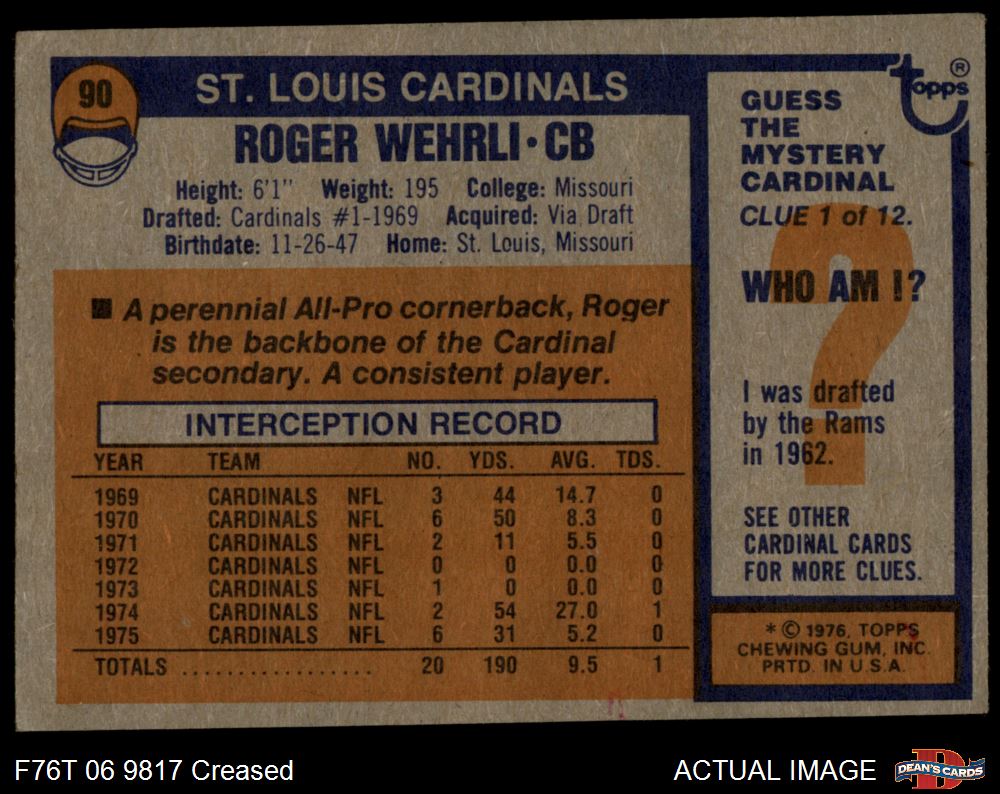 90
ST. LOUIS CARDINALS
ROGER WEHRLI • CB
Height: 6'1" Weight: 195 College: Missouri
Drafted: Cardinals #1-1969 Acquired: Via Draft
Birthdate: 11-26-47 Home: St. Louis, Missouri
■ A perennial All-Pro cornerback, Roger
is the backbone of the Cardinal
secondary. A consistent player.
INTERCEPTION RECORD
YEAR TEAM NO. YDS. AVG. TDS.
1969 CARDINALS NFL 3 44 14.7 0
1970 CARDINALS NFL 6 50 8.3 0
1971 CARDINALS NFL 2 11 5.5 0
1972 CARDINALS NFL 0 0 0.0 0
1973 CARDINALS NFL 1 0 0.0 0
1974 CARDINALS NFL 2 54 27.0 1
1975 CARDINALS NFL 6 31 5.2 0
TOTALS ................. 20 190 9.5 1
topps ®
GUESS
THE
MYSTERY
CARDINAL
CLUE 1 of 12.
?
WHO AM I?
I was drafted
by the Rams
in 1962.
SEE OTHER
CARDINAL CARDS
FOR MORE CLUES.
* © 1976, TOPPS
CHEWING GUM, INC.
PRTD. IN U.S.A.
F76T 06 9817 Creased
ACTUAL IMAGE
D
DEAN'S CARDS